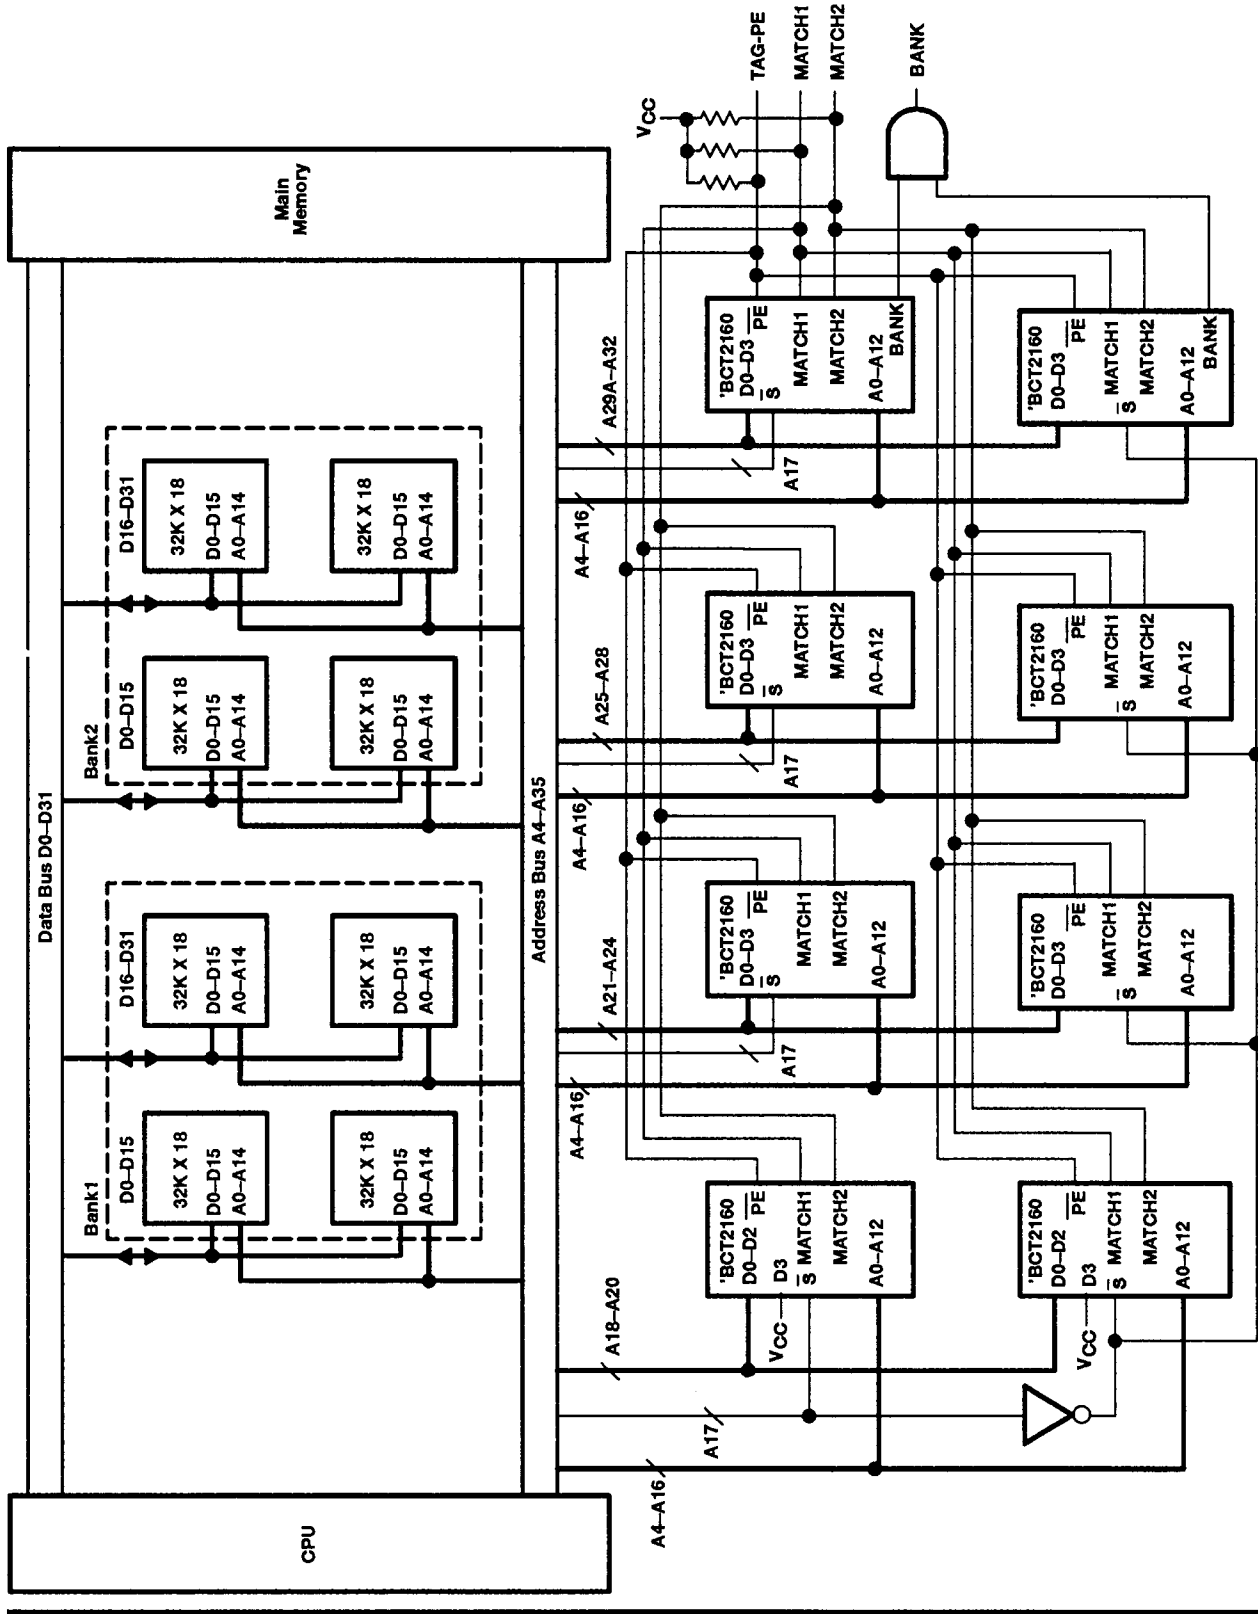 CPU
Main
Memory
Data Bus D0–D31
Bank1
D0–D15
32K X 18
D0–D15
A0–A14
32K X 18
D0–D15
A0–A14
D16–D31
32K X 18
D0–D15
A0–A14
32K X 18
D0–D15
A0–A14
Bank2
D0–D15
32K X 18
D0–D15
A0–A14
32K X 18
D0–D15
A0–A14
D16–D31
32K X 18
D0–D15
A0–A14
32K X 18
D0–D15
A0–A14
Address Bus A4–A35
A4–A16
A17
A18–A20
A4–A16
A17
A21–A24
A4–A16
A17
A25–A28
A4–A16
A17
A29A–A32
VCC
TAG-PE
MATCH1
MATCH2
BANK
'BCT2160
D0–D2 PE
VCC D3
S MATCH1
MATCH2
A0–A12
'BCT2160
D0–D3 PE
S
MATCH1
MATCH2
A0–A12
'BCT2160
D0–D3 PE
S
MATCH1
MATCH2
A0–A12
'BCT2160
D0–D3 PE
S
MATCH1
MATCH2
A0–A12
BANK
'BCT2160
D0–D2 PE
VCC D3
S MATCH1
MATCH2
A0–A12
'BCT2160
D0–D3 PE
MATCH1
S
MATCH2
A0–A12
'BCT2160
D0–D3 PE
MATCH1
S
MATCH2
A0–A12
'BCT2160
D0–D3 PE
MATCH1
S
MATCH2
A0–A12
BANK